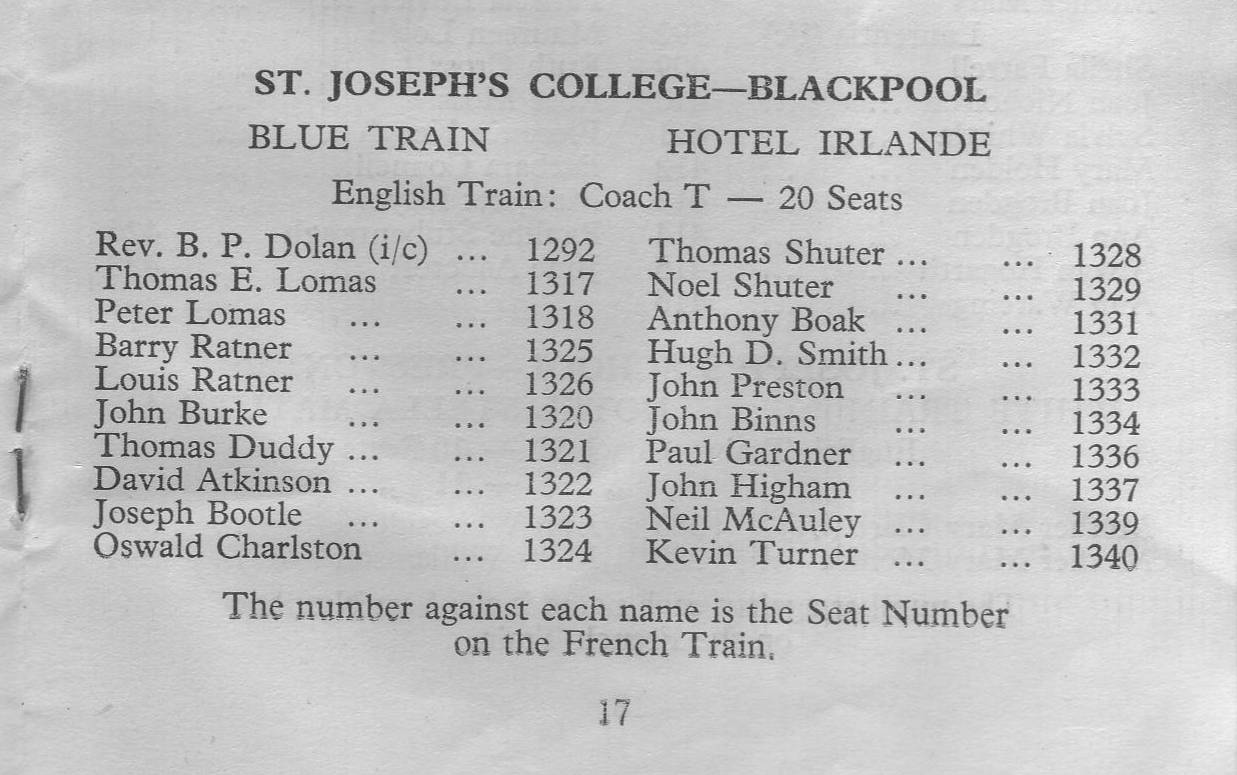 ST. JOSEPH'S COLLEGE—BLACKPOOL
BLUE TRAIN HOTEL IRLANDE
English Train: Coach T — 20 Seats
Rev. B. P. Dolan (i/c) ... 1292 Thomas Shuter ... ... 1328
Thomas E. Lomas ... 1317 Noel Shuter ... ... 1329
Peter Lomas ... ... 1318 Anthony Boak ... ... 1331
Barry Ratner ... ... 1325 Hugh D. Smith ... ... 1332
Louis Ratner ... ... 1326 John Preston ... ... 1333
John Burke ... ... 1320 John Binns ... ... 1334
Thomas Duddy ... ... 1321 Paul Gardner ... ... 1336
David Atkinson ... ... 1322 John Higham ... ... 1337
Joseph Bootle ... ... 1323 Neil McAuley ... ... 1339
Oswald Charlston ... 1324 Kevin Turner ... ... 1340
The number against each name is the Seat Number
on the French Train.
17